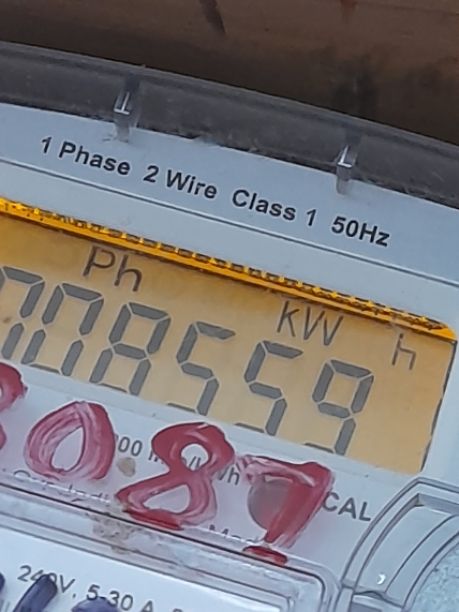 1 Phase 2 Wire Class 1 50Hz
Ph
kW h
008559
087
CAL
240V, 5-30 A